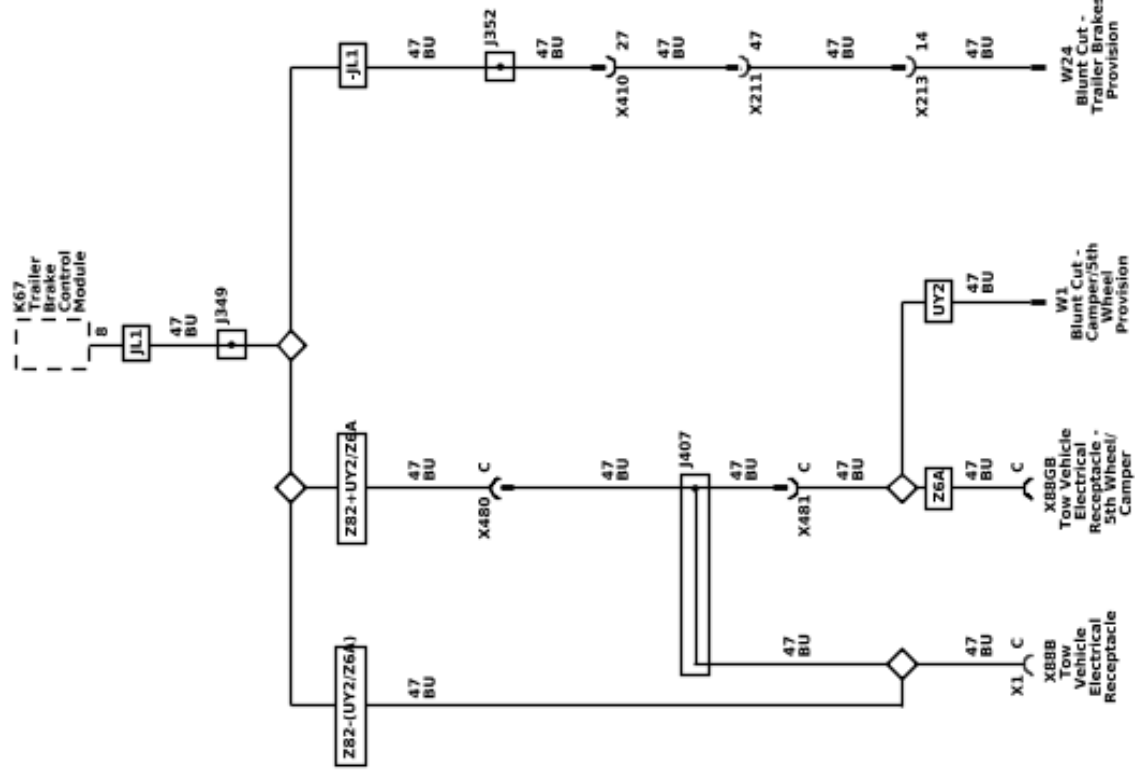 K67
Trailer
Brake
Control
Module
8
JL1
47
BU
J349
-JL1
47
BU
J352
47
BU
X410
27
47
BU
X211
47
47
BU
X213
14
47
BU
W24
Blunt Cut -
Trailer Brakes
Provision
Z82+UY2/Z6A
47
BU
X480
C
47
BU
J407
47
BU
X481
C
47
BU
UY2
47
BU
W1
Blunt Cut -
Camper/5th
Wheel
Provision
Z6A
47
BU
C
X88GB
Tow Vehicle
Electrical
Receptacle -
5th Wheel/
Camper
Z82-(UY2/Z6A)
47
BU
47
BU
47
BU
X1
C
X88B
Tow
Vehicle
Electrical
Receptacle